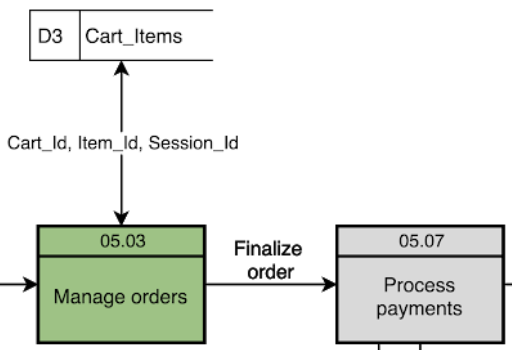 D3 Cart_Items
Cart_Id, Item_Id, Session_Id
05.03
Manage orders
Finalize
order
05.07
Process
payments